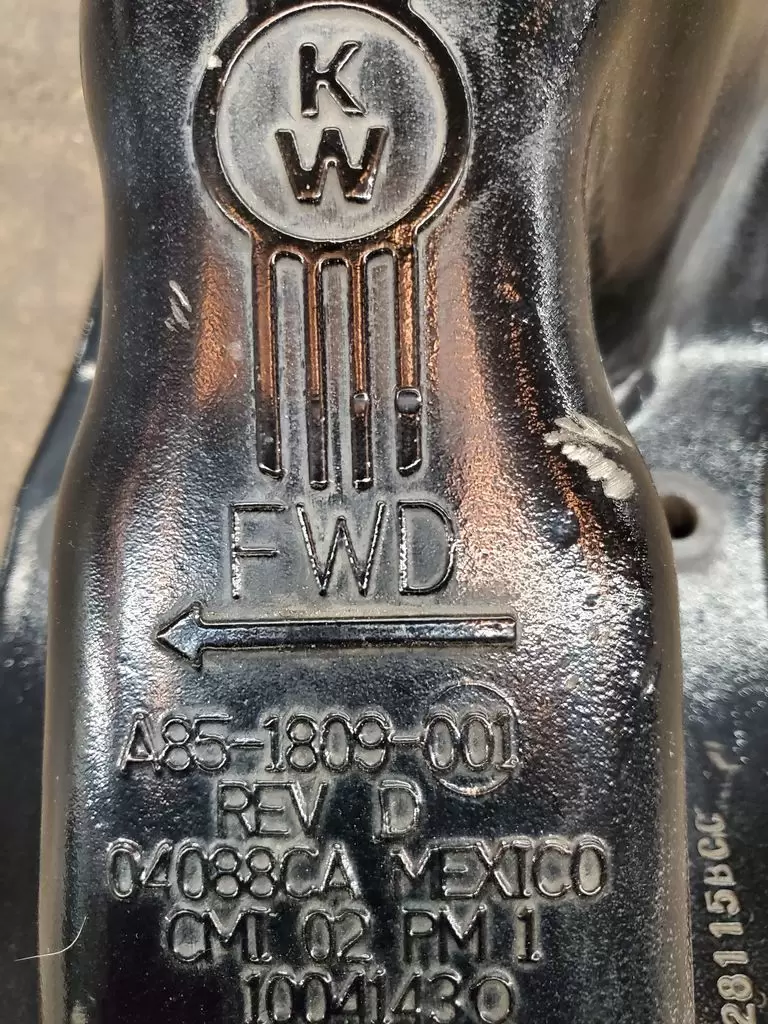 K
W
FWD
A85-1809-001
REV D
04088CA MEXICO
CMI 02 PM 1
10041430
28115BCC